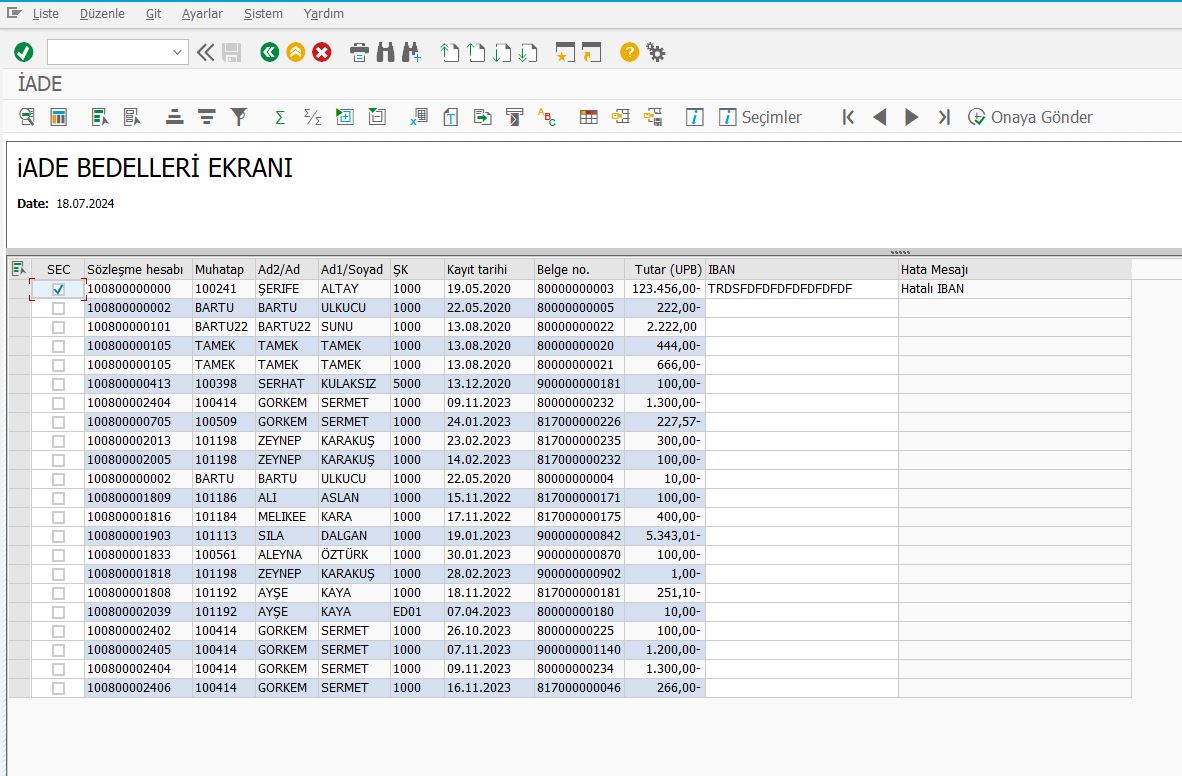 Liste Düzenle Git Ayarlar Sistem Yardım
İADE
Seçimler Onaya Gönder
iADE BEDELLERİ EKRANI
Date: 18.07.2024
SEC Sözleşme hesabı Muhatap Ad2/Ad Ad1/Soyad ŞK Kayıt tarihi Belge no. Tutar (UPB) IBAN Hata Mesajı
100800000000 100241 ŞERIFE ALTAY 1000 19.05.2020 80000000003 123.456,00- TRDSFDFDFDFDFDFDFDF Hatalı IBAN
100800000002 BARTU BARTU ULKUCU 1000 22.05.2020 80000000005 222,00-
100800000101 BARTU22 BARTU22 SUNU 1000 13.08.2020 80000000022 2.222,00
100800000105 TAMEK TAMEK TAMEK 1000 13.08.2020 80000000020 444,00-
100800000105 TAMEK TAMEK TAMEK 1000 13.08.2020 80000000021 666,00-
100800000413 100398 SERHAT KULAKSIZ 5000 13.12.2020 900000000181 100,00-
100800002404 100414 GORKEM SERMET 1000 09.11.2023 80000000232 1.300,00-
100800000705 100509 GORKEM SERMET 1000 24.01.2023 817000000226 227,57-
100800002013 101198 ZEYNEP KARAKUŞ 1000 23.02.2023 817000000235 300,00-
100800002005 101198 ZEYNEP KARAKUŞ 1000 14.02.2023 817000000232 100,00-
100800000002 BARTU BARTU ULKUCU 1000 22.05.2020 80000000004 10,00-
100800001809 101186 ALI ASLAN 1000 15.11.2022 817000000171 100,00-
100800001816 101184 MELIKEE KARA 1000 17.11.2022 817000000175 400,00-
100800001903 101113 SILA DALGAN 1000 19.01.2023 900000000842 5.343,01-
100800001833 100561 ALEYNA ÖZTÜRK 1000 30.01.2023 900000000870 100,00-
100800001818 101198 ZEYNEP KARAKUŞ 1000 28.02.2023 900000000902 1,00-
100800001808 101192 AYŞE KAYA 1000 18.11.2022 817000000181 251,10-
100800002039 101192 AYŞE KAYA ED01 07.04.2023 80000000180 10,00-
100800002402 100414 GORKEM SERMET 1000 26.10.2023 80000000225 100,00-
100800002405 100414 GORKEM SERMET 1000 07.11.2023 900000001140 1.200,00-
100800002404 100414 GORKEM SERMET 1000 09.11.2023 80000000234 1.300,00-
100800002406 100414 GORKEM SERMET 1000 16.11.2023 817000000046 266,00-